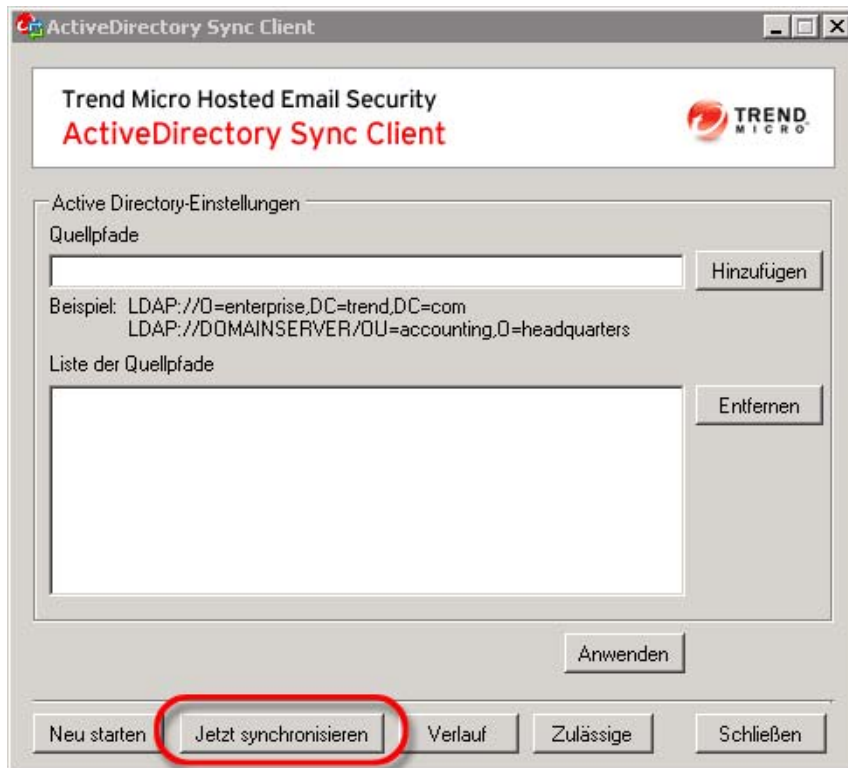 ActiveDirectory Sync Client
Trend Micro Hosted Email Security
ActiveDirectory Sync Client
TREND
MICRO
Active Directory-Einstellungen
Quellpfade
Hinzufügen
Beispiel: LDAP://O=enterprise,DC=trend,DC=com
LDAP://DOMAINSERVER/OU=accounting,O=headquarters
Liste der Quellpfade
Entfernen
Anwenden
Neu starten
Jetzt synchronisieren
Verlauf
Zulässige
Schließen